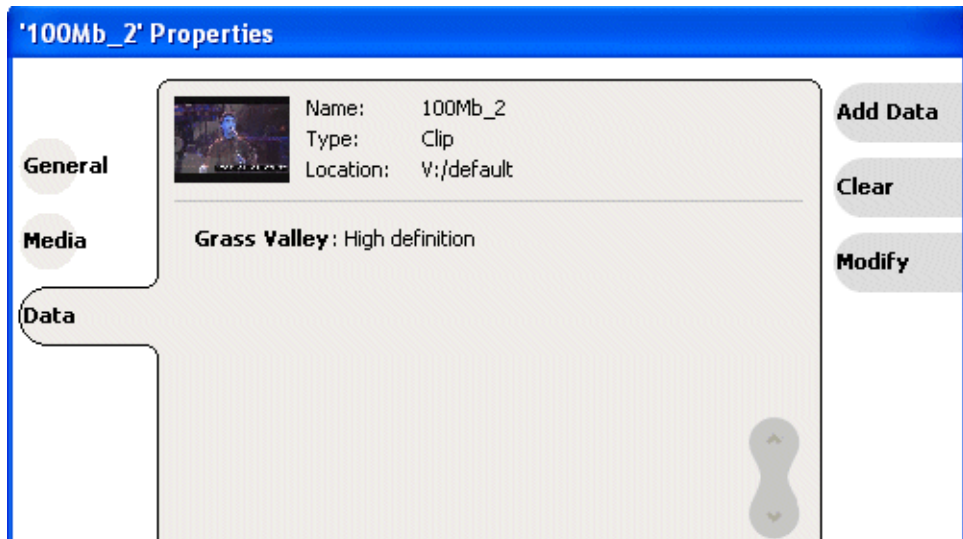 '100Mb_2' Properties
General
Media
Data
Name: 100Mb_2
Type: Clip
Location: V:/default
Grass Valley: High definition
Add Data
Clear
Modify